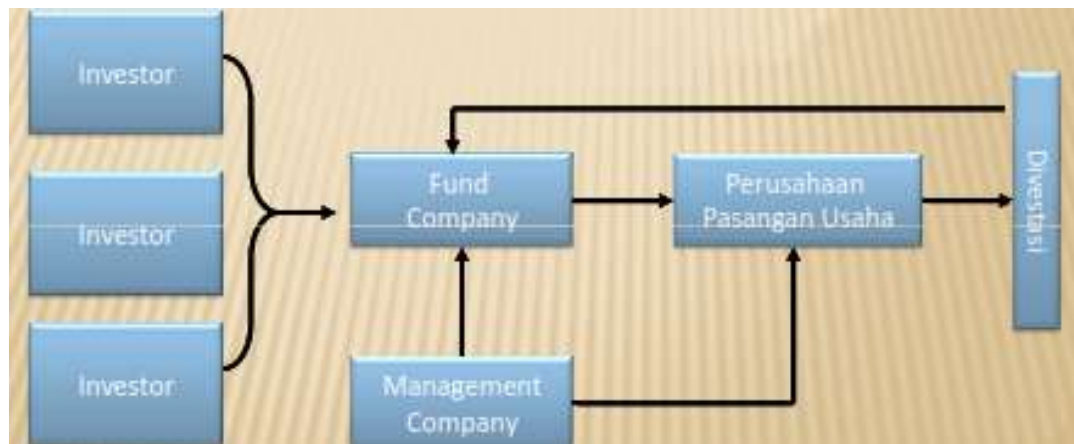 Investor
Investor
Investor
Fund
Company
Management
Company
Perusahaan
Pasangan Usaha
Divestasi